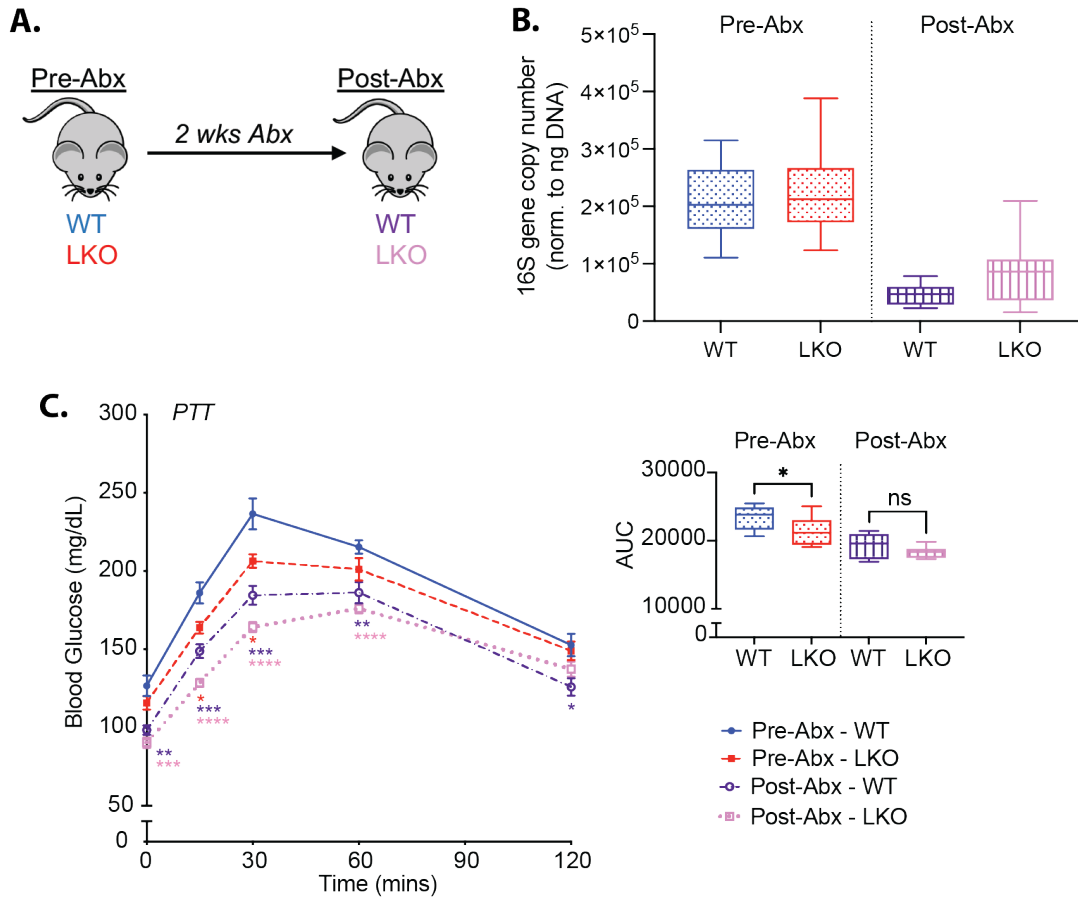 A.
Pre-Abx
2 wks Abx
Post-Abx
WT
LKO
WT
LKO
B.
Pre-Abx
Post-Abx
16S gene copy number
(norm. to ng DNA)
5×10⁵
4×10⁵
3×10⁵
2×10⁵
1×10⁵
0
WT
LKO
WT
LKO
C.
PTT
Blood Glucose (mg/dL)
300
250
200
150
100
50
0
**
***
*
***
****
*
***
****
**
****
*
0
30
60
90
120
Time (mins)
Pre-Abx
Post-Abx
AUC
30000
20000
10000
0
*
ns
WT
LKO
WT
LKO
Pre-Abx - WT
Pre-Abx - LKO
Post-Abx - WT
Post-Abx - LKO